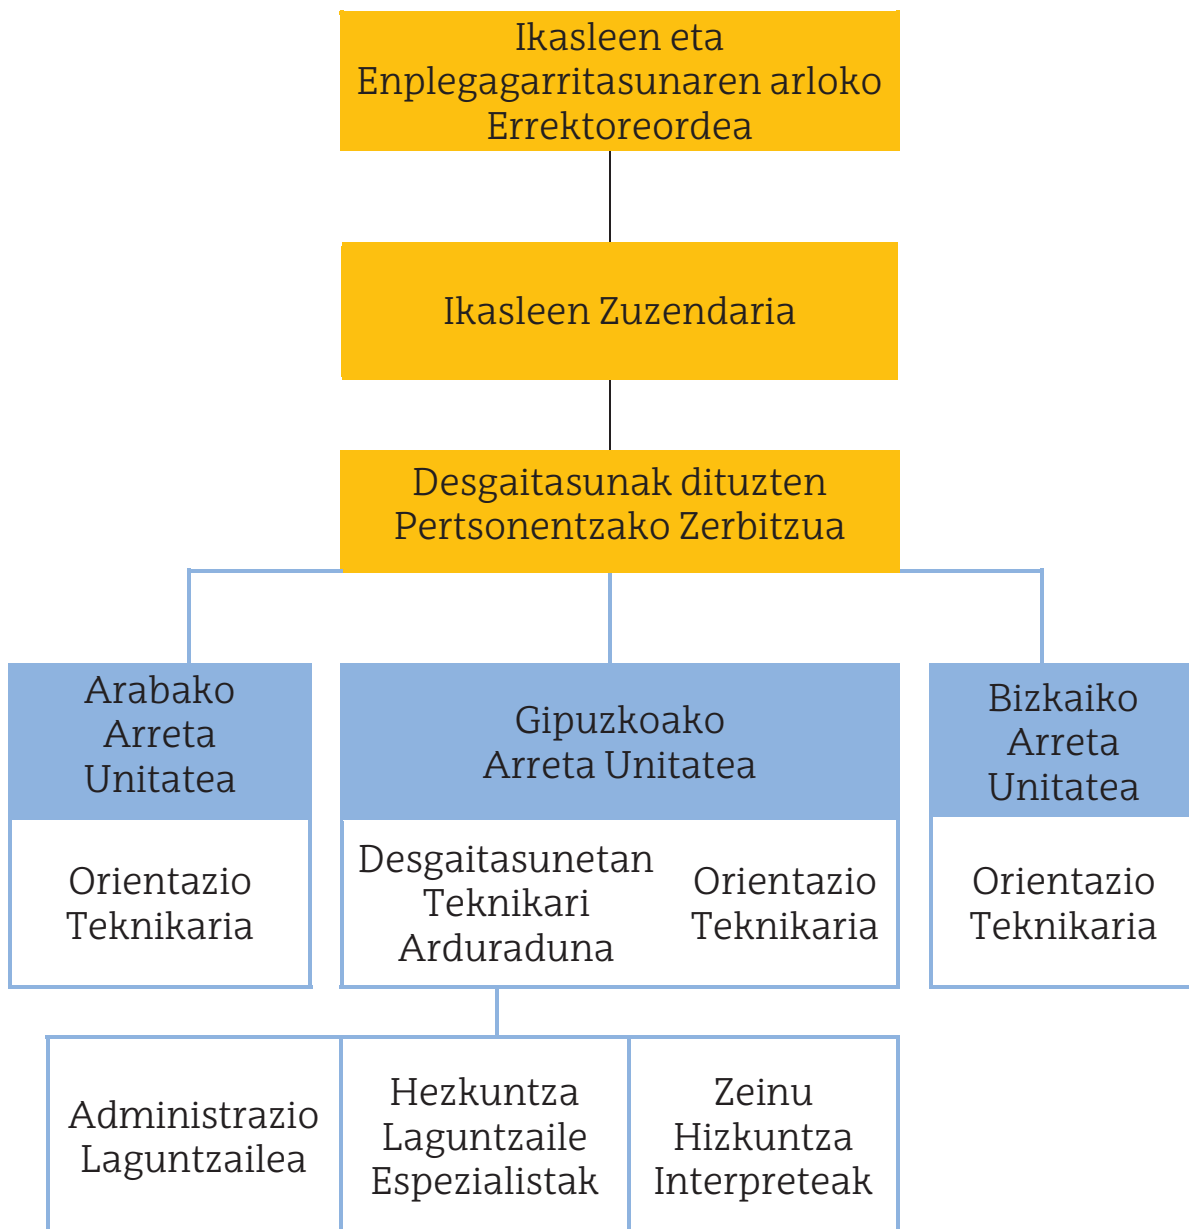 Ikasleen eta
Enplegagarritasunaren arloko
Errektoreordea
Ikasleen Zuzendaria
Desgaitasunak dituzten
Pertsonentzako Zerbitzua
Arabako
Arreta
Unitatea
Gipuzkoako
Arreta Unitatea
Bizkaiko
Arreta
Unitatea
Orientazio
Teknikaria
Desgaitasunetan
Teknikari
Arduraduna
Orientazio
Teknikaria
Orientazio
Teknikaria
Administrazio
Laguntzailea
Hezkuntza
Laguntzaile
Espezialistak
Zeinu
Hizkuntza
Interpreteak